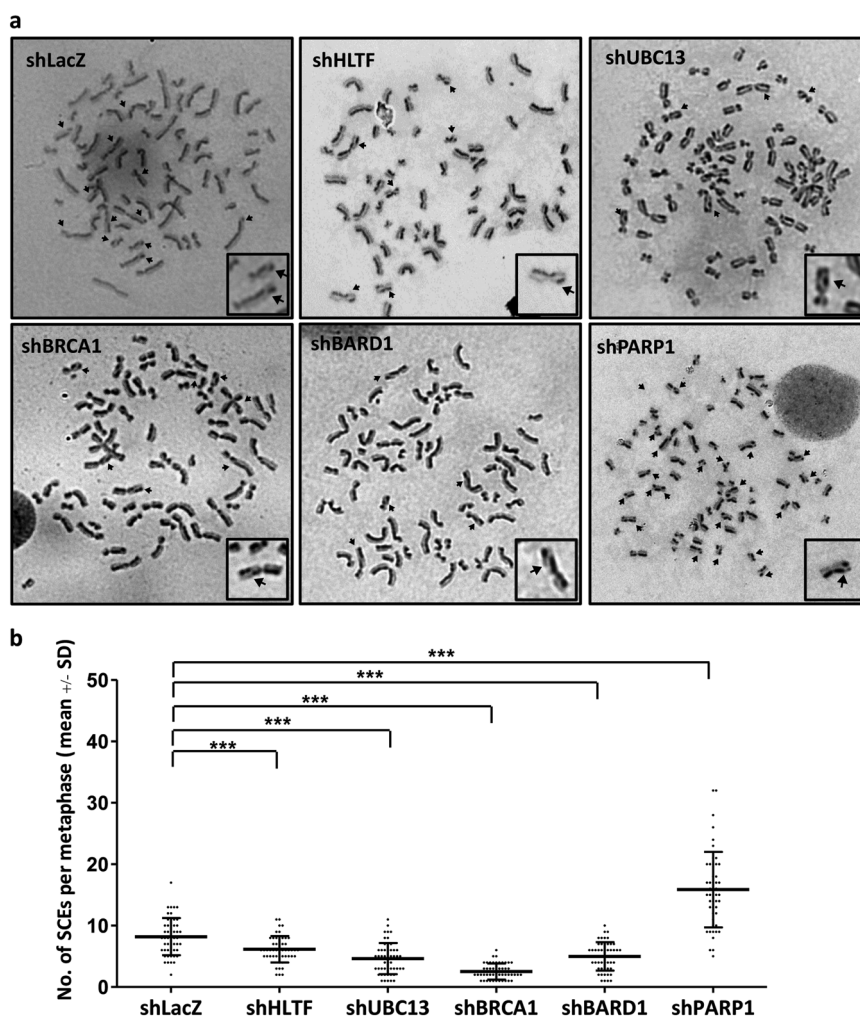 a
shLacZ
shHLTF
shUBC13
shBRCA1
shBARD1
shPARP1
b
No. of SCEs per metaphase (mean +/- SD)
50
40
30
20
10
0
***
***
***
***
***
shLacZ shHLTF shUBC13 shBRCA1 shBARD1 shPARP1